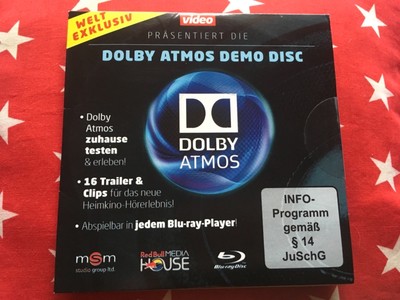 WELT
EXKLUSIV
video
PRÄSENTIERT DIE
DOLBY ATMOS DEMO DISC
• Dolby
Atmos
zuhause
testen
& erleben!
DOLBY
ATMOS
• 16 Trailer &
Clips für das neue
Heimkino-Hörerlebnis!
• Abspielbar in jedem Blu-ray-Player!
INFO-
Programm
gemäß
§ 14
JuSchG
msm
studio group ltd.
Red Bull MEDIA
HOUSE
Blu-ray Disc